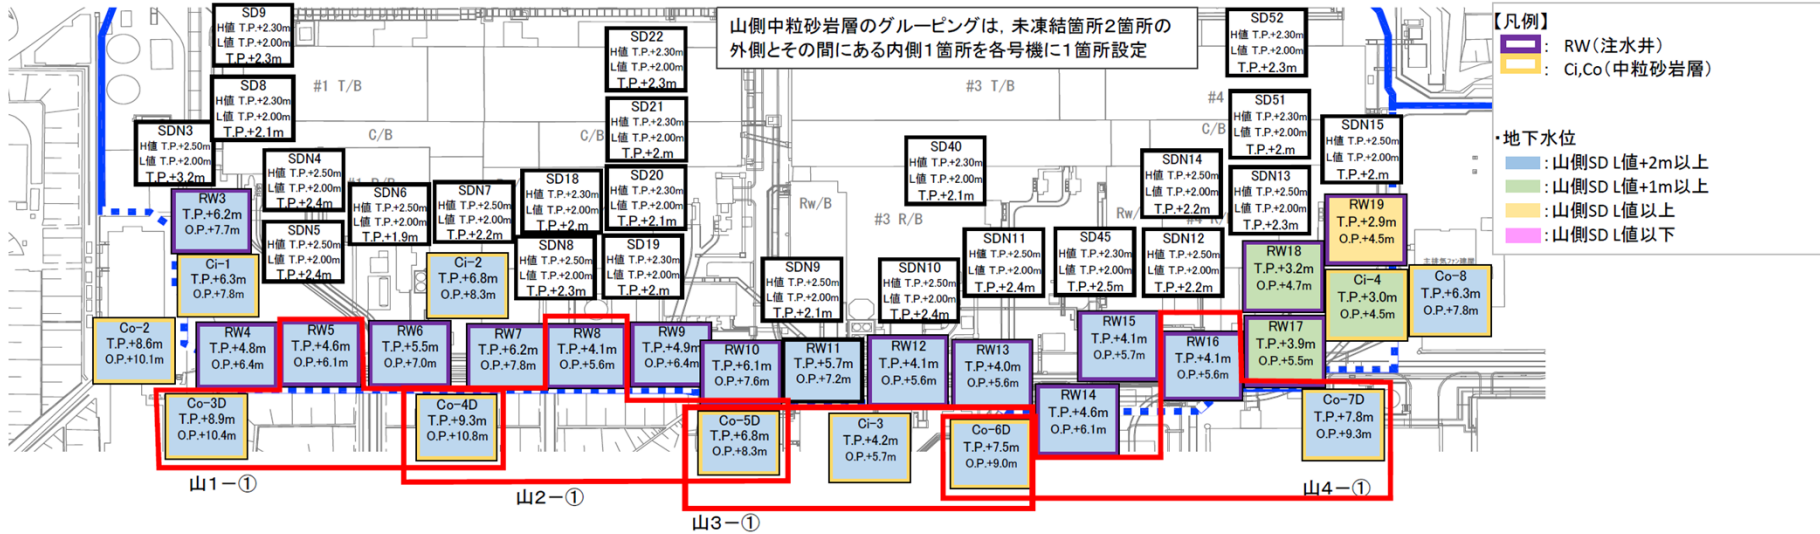 山側中粒砂岩層のグルーピングは，未凍結箇所2箇所の
外側とその間にある内側1箇所を各号機に1箇所設定
【凡例】
： RW（注水井）
： Ci,Co（中粒砂岩層）
・地下水位
：山側SD L値+2m以上
：山側SD L値+1m以上
：山側SD L値以上
：山側SD L値以下
SD9
H値 T.P.+2.30m
L値 T.P.+2.00m
T.P.+2.3m
SD8
H値 T.P.+2.30m
L値 T.P.+2.00m
T.P.+2.1m
SDN3
H値 T.P.+2.50m
L値 T.P.+2.00m
T.P.+3.2m
SDN4
H値 T.P.+2.50m
L値 T.P.+2.00m
T.P.+2.4m
SDN5
H値 T.P.+2.50m
L値 T.P.+2.00m
T.P.+2.4m
SDN6
H値 T.P.+2.50m
L値 T.P.+2.00m
T.P.+1.9m
SDN7
H値 T.P.+2.50m
L値 T.P.+2.00m
T.P.+2.2m
SD18
H値 T.P.+2.30m
L値 T.P.+2.00m
T.P.+2.m
SDN8
H値 T.P.+2.50m
L値 T.P.+2.00m
T.P.+2.3m
SD22
H値 T.P.+2.30m
L値 T.P.+2.00m
T.P.+2.3m
SD21
H値 T.P.+2.30m
L値 T.P.+2.00m
T.P.+2.m
SD20
H値 T.P.+2.30m
L値 T.P.+2.00m
T.P.+2.1m
SD19
H値 T.P.+2.30m
L値 T.P.+2.00m
T.P.+2.m
SDN9
H値 T.P.+2.50m
L値 T.P.+2.00m
T.P.+2.1m
SD40
H値 T.P.+2.30m
L値 T.P.+2.00m
T.P.+2.1m
SDN10
H値 T.P.+2.50m
L値 T.P.+2.00m
T.P.+2.4m
SDN11
H値 T.P.+2.50m
L値 T.P.+2.00m
T.P.+2.4m
SD45
H値 T.P.+2.30m
L値 T.P.+2.00m
T.P.+2.5m
SDN14
H値 T.P.+2.50m
L値 T.P.+2.00m
T.P.+2.2m
SDN12
H値 T.P.+2.50m
L値 T.P.+2.00m
T.P.+2.2m
SD52
H値 T.P.+2.30m
L値 T.P.+2.00m
T.P.+2.3m
SD51
H値 T.P.+2.30m
L値 T.P.+2.00m
T.P.+2.m
SDN13
H値 T.P.+2.50m
L値 T.P.+2.00m
T.P.+2.3m
SDN15
H値 T.P.+2.50m
L値 T.P.+2.00m
T.P.+2.m
#1 T/B
C/B
C/B
Rw/B
#3 T/B
#3 R/B
#4
C/B
Rw/
RW3
T.P.+6.2m
O.P.+7.7m
Ci-1
T.P.+6.3m
O.P.+7.8m
Ci-2
T.P.+6.8m
O.P.+8.3m
RW19
T.P.+2.9m
O.P.+4.5m
RW18
T.P.+3.2m
O.P.+4.7m
Ci-4
T.P.+3.0m
O.P.+4.5m
Co-8
T.P.+6.3m
O.P.+7.8m
Co-2
T.P.+8.6m
O.P.+10.1m
RW4
T.P.+4.8m
O.P.+6.4m
RW5
T.P.+4.6m
O.P.+6.1m
RW6
T.P.+5.5m
O.P.+7.0m
RW7
T.P.+6.2m
O.P.+7.8m
RW8
T.P.+4.1m
O.P.+5.6m
RW9
T.P.+4.9m
O.P.+6.4m
RW10
T.P.+6.1m
O.P.+7.6m
RW11
T.P.+5.7m
O.P.+7.2m
RW12
T.P.+4.1m
O.P.+5.6m
RW13
T.P.+4.0m
O.P.+5.6m
RW15
T.P.+4.1m
O.P.+5.7m
RW16
T.P.+4.1m
O.P.+5.6m
RW17
T.P.+3.9m
O.P.+5.5m
RW14
T.P.+4.6m
O.P.+6.1m
Co-3D
T.P.+8.9m
O.P.+10.4m
Co-4D
T.P.+9.3m
O.P.+10.8m
Co-5D
T.P.+6.8m
O.P.+8.3m
Ci-3
T.P.+4.2m
O.P.+5.7m
Co-6D
T.P.+7.5m
O.P.+9.0m
Co-7D
T.P.+7.8m
O.P.+9.3m
山1－①
山2－①
山3－①
山4－①